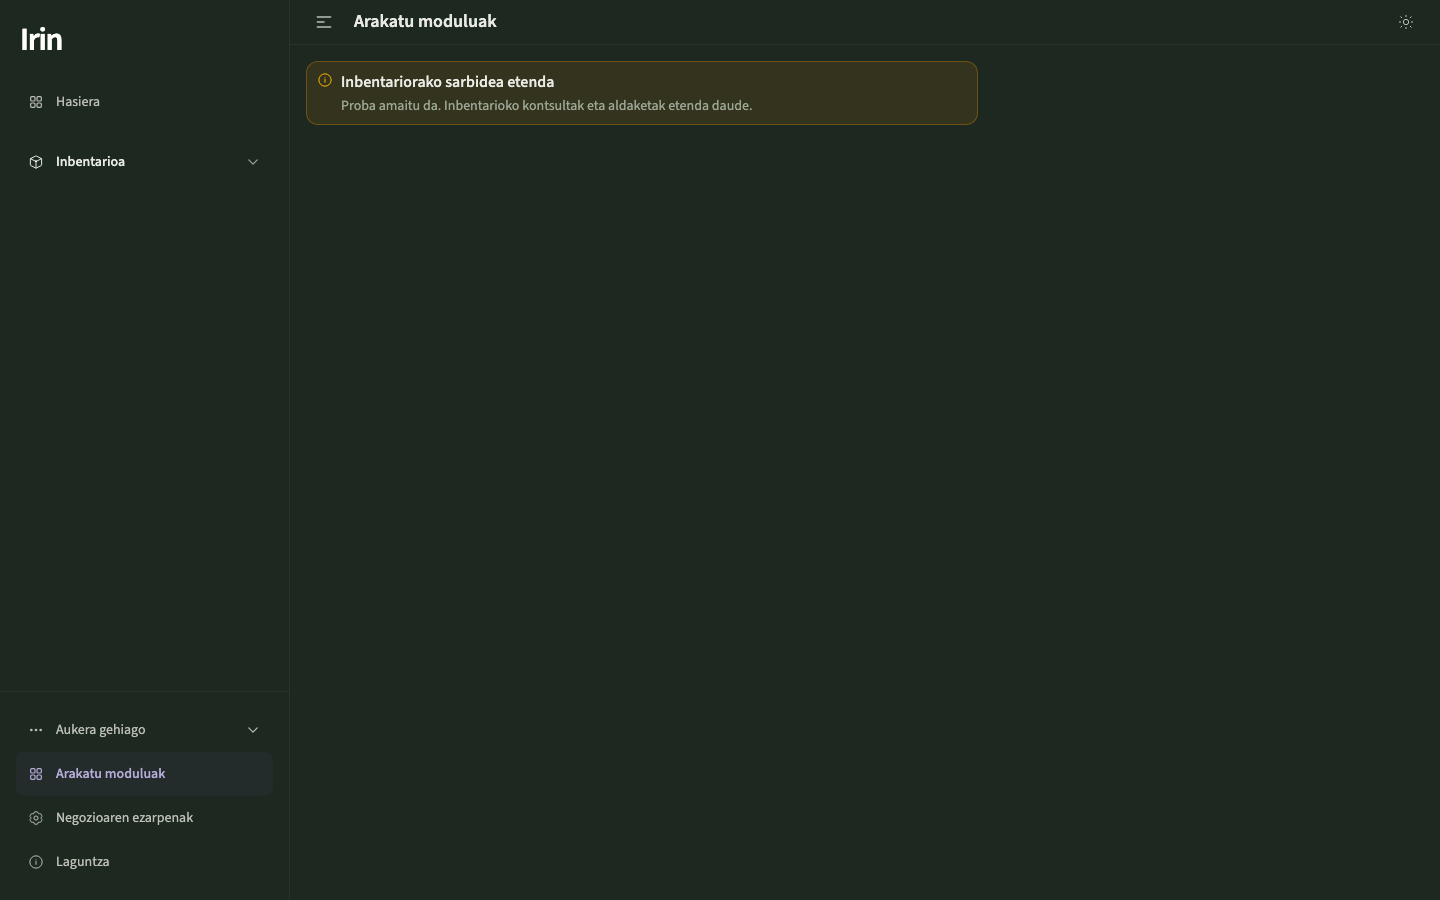 Irin
Hasiera
Inbentarioa
Aukera gehiago
Arakatu moduluak
Negozioaren ezarpenak
Laguntza
Arakatu moduluak
Inbentariorako sarbidea etenda
Proba amaitu da. Inbentarioko kontsultak eta aldaketak etenda daude.